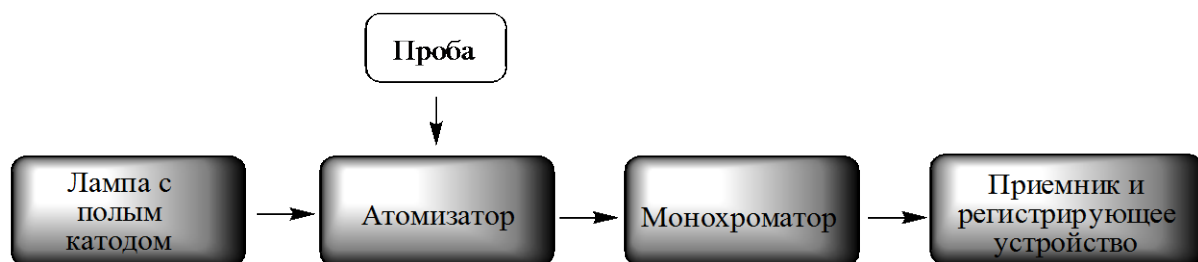 Проба
Лампа с
полым
катодом
Атомизатор
Монохроматор
Приемник и
регистрирующее
устройство